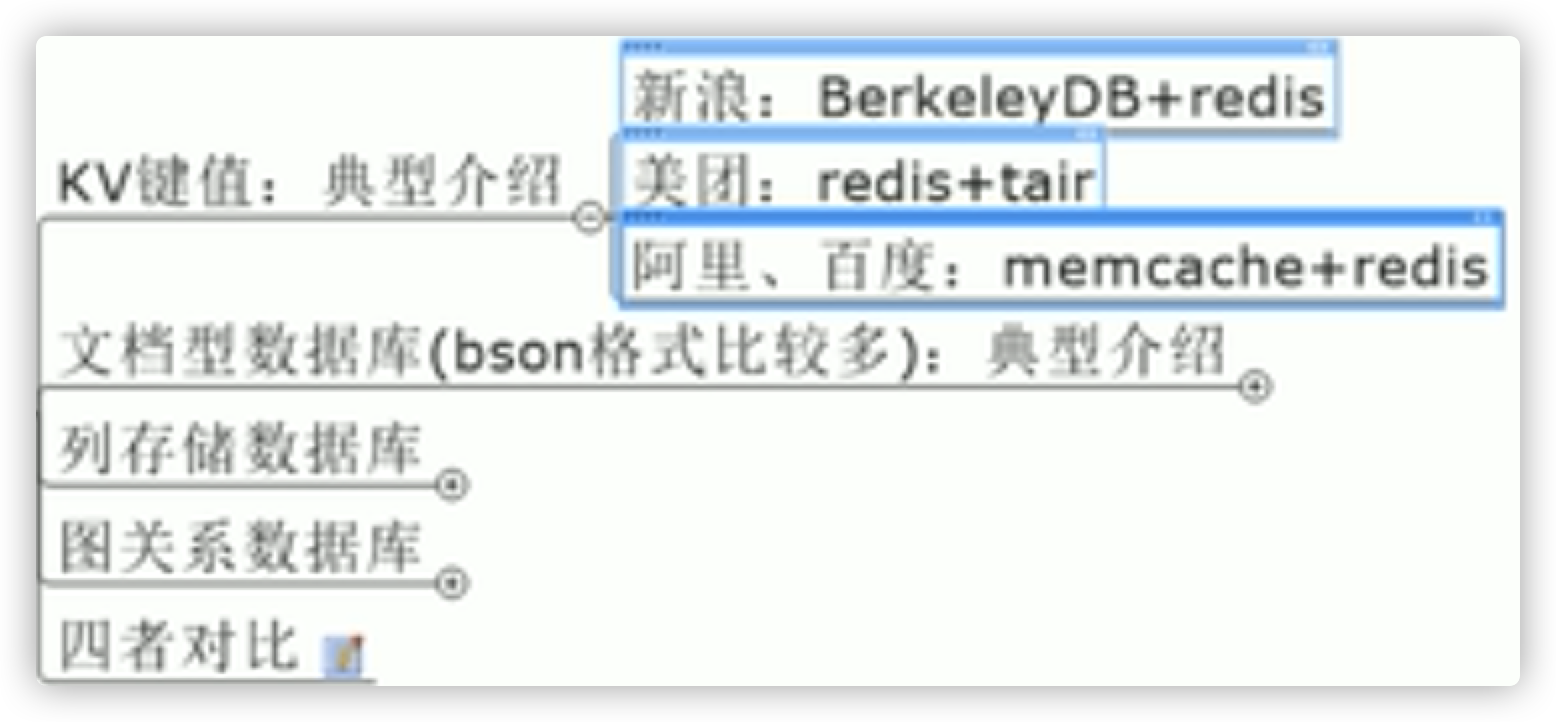 新浪：BerkeleyDB+redis
KV键值：典型介绍
美团：redis+tair
阿里、百度：memcache+redis
文档型数据库(bson格式比较多)：典型介绍
列存储数据库
图关系数据库
四者对比